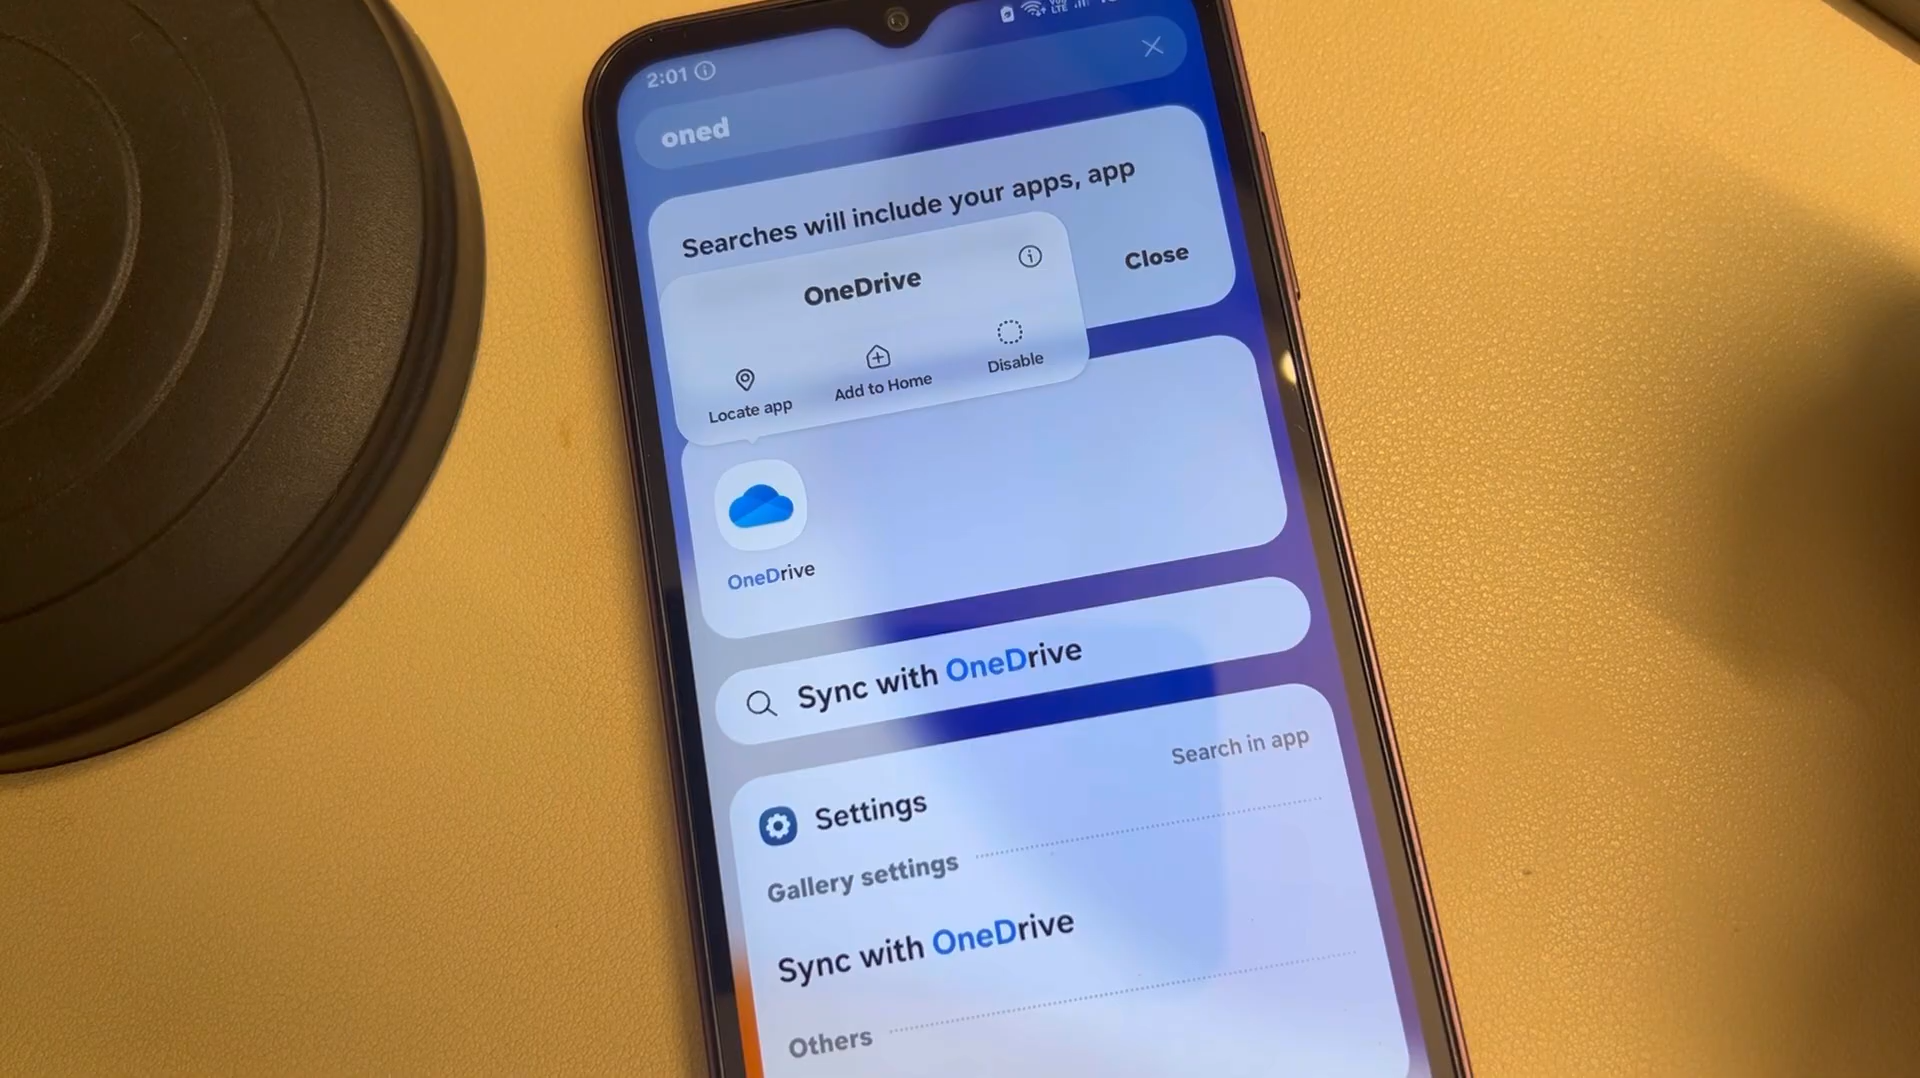 2:01
VoLTE
oned
Searches will include your apps, app
Close
OneDrive
Locate app
Add to Home
Disable
OneDrive
Sync with OneDrive
Search in app
Settings
Gallery settings
Sync with OneDrive
Others